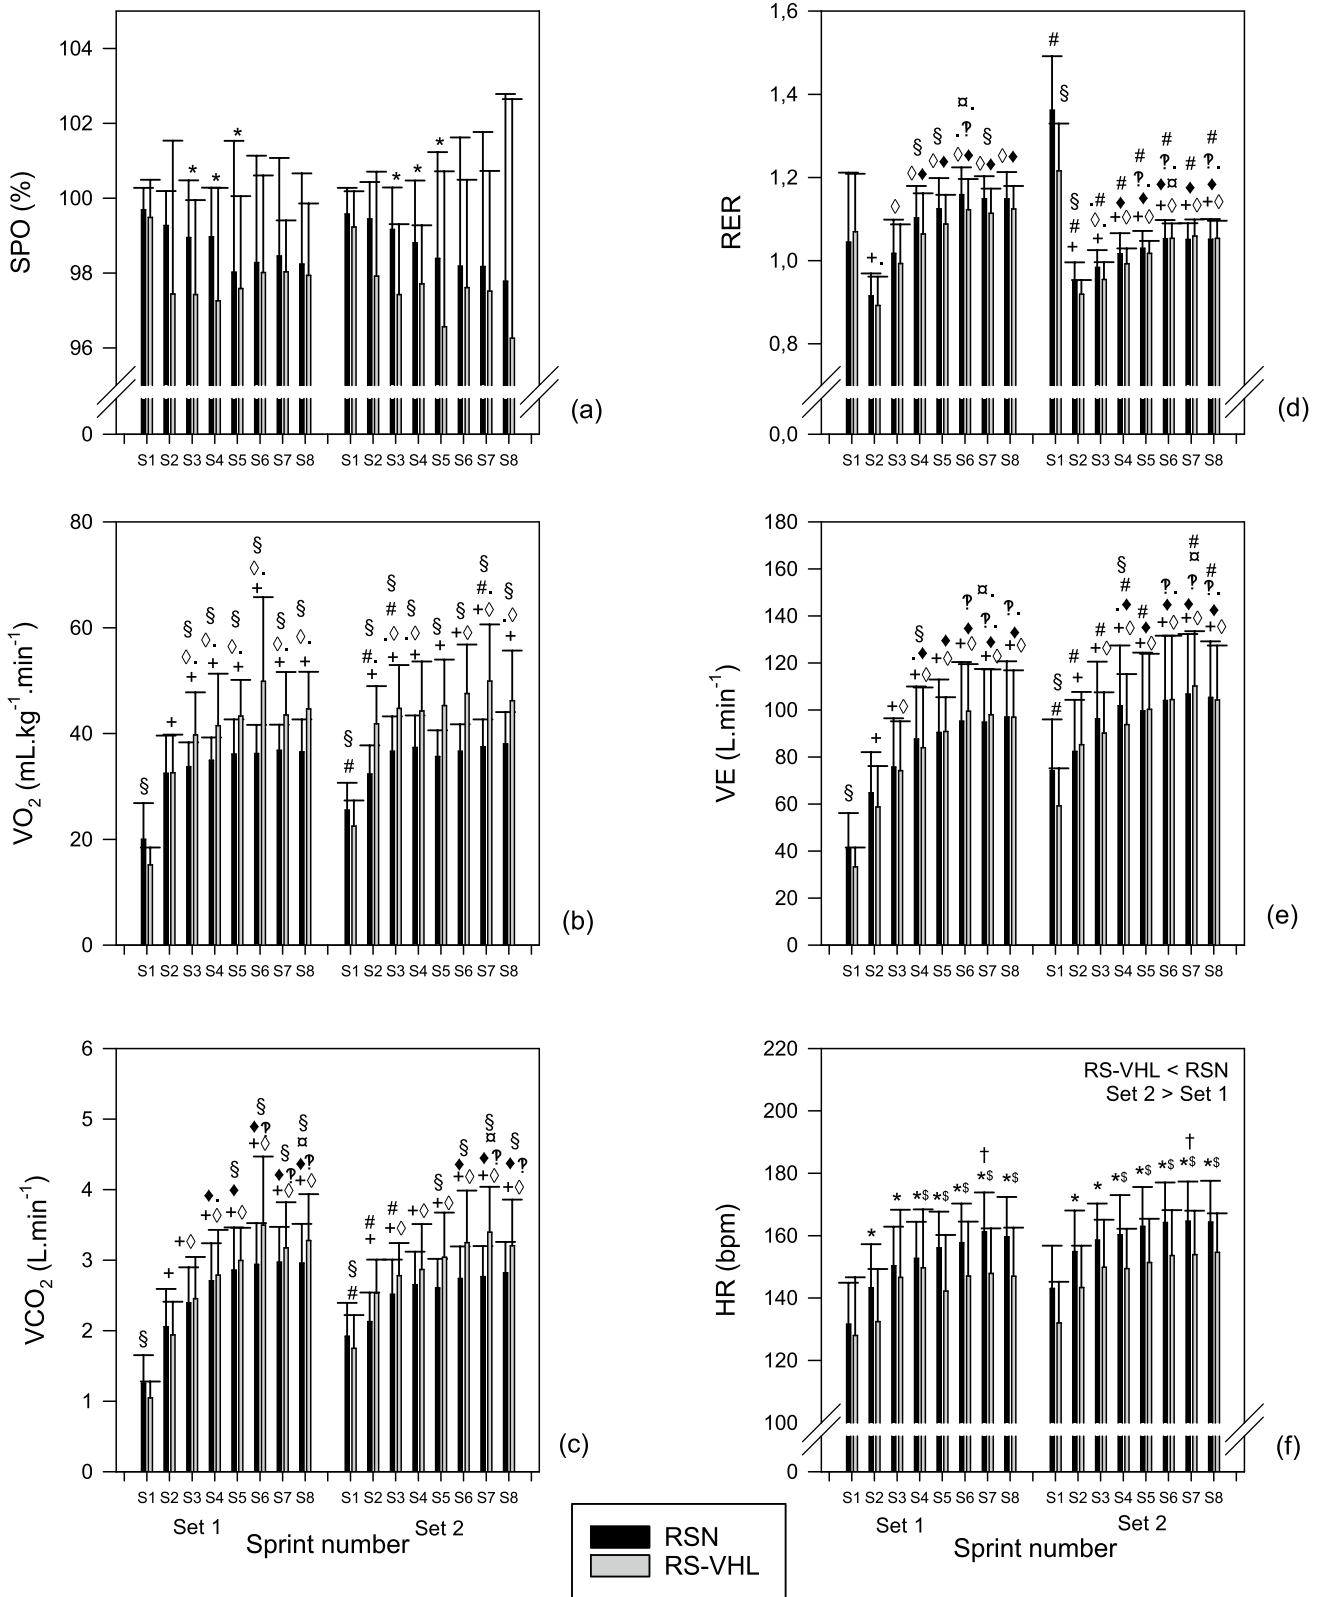 104
102
100
98
96
0
SPO (%)
S1 S2 S3 S4 S5 S6 S7 S8
S1 S2 S3 S4 S5 S6 S7 S8
* * * * * *
(a)
1,6
1,4
1,2
1,0
0,8
0,0
RER
S1 S2 S3 S4 S5 S6 S7 S8
S1 S2 S3 S4 S5 S6 S7 S8
(d)
80
60
40
20
0
VO2 (mL.kg-1.min-1)
S1 S2 S3 S4 S5 S6 S7 S8
S1 S2 S3 S4 S5 S6 S7 S8
(b)
180
160
140
120
100
80
60
40
20
0
VE (L.min-1)
S1 S2 S3 S4 S5 S6 S7 S8
S1 S2 S3 S4 S5 S6 S7 S8
(e)
6
5
4
3
2
1
0
VCO2 (L.min-1)
S1 S2 S3 S4 S5 S6 S7 S8
S1 S2 S3 S4 S5 S6 S7 S8
Set 1
Set 2
Sprint number
(c)
220
200
180
160
140
120
100
0
HR (bpm)
RS-VHL < RSN
Set 2 > Set 1
† †
* * *$ *$ *$ *$ *$
* * *$ *$ *$ *$ *$
S1 S2 S3 S4 S5 S6 S7 S8
S1 S2 S3 S4 S5 S6 S7 S8
Set 1
Set 2
Sprint number
(f)
RSN
RS-VHL